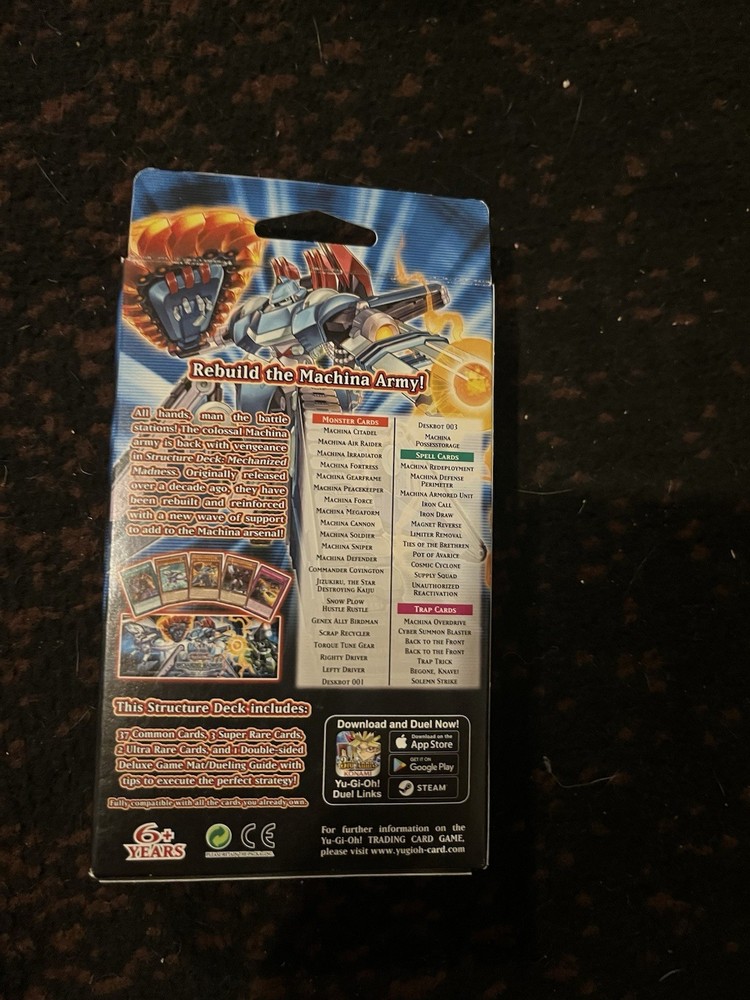 Rebuild the Machina Army!
All hands, man the battle
stations! The colossal Machina
army is back with vengeance
in Structure Deck: Mechanized
Madness. Originally released
over a decade ago, they have
been rebuilt and reinforced
with a new wave of support
to add to the Machina arsenal!
MONSTER CARDS
MACHINA CITADEL
MACHINA AIR RAIDER
MACHINA IRRADIATOR
MACHINA FORTRESS
MACHINA GEARFRAME
MACHINA PEACEKEEPER
MACHINA FORCE
MACHINA MEGAFORM
MACHINA CANNON
MACHINA SOLDIER
MACHINA SNIPER
MACHINA DEFENDER
COMMANDER COVINGTON
JIZUKIRU, THE STAR
DESTROYING KAIJU
SNOW PLOW
HUSTLE RUSTLE
GENEX ALLY BIRDMAN
SCRAP RECYCLER
TORQUE TUNE GEAR
RIGHTY DRIVER
LEFTY DRIVER
DESKBOT 001
DESKBOT 003
MACHINA
POSSESSTORAGE
SPELL CARDS
MACHINA REDEPLOYMENT
MACHINA DEFENSE
PERIMETER
MACHINA ARMORED UNIT
IRON CALL
IRON DRAW
MAGNET REVERSE
LIMITER REMOVAL
TIES OF THE BRETHREN
POT OF AVARICE
COSMIC CYCLONE
SUPPLY SQUAD
UNAUTHORIZED
REACTIVATION
TRAP CARDS
MACHINA OVERDRIVE
CYBER SUMMON BLASTER
BACK TO THE FRONT
BACK TO THE FRONT
TRAP TRICK
BEGONE, KNAVE!
SOLEMN STRIKE
This Structure Deck includes:
37 Common Cards, 3 Super Rare Cards,
2 Ultra Rare Cards, and 1 Double-sided
Deluxe Game Mat/Dueling Guide with
tips to execute the perfect strategy!
Fully compatible with all the cards you already own.
Download and Duel Now!
KONAMI
Yu-Gi-Oh!
Duel Links
Download on the
App Store
GET IT ON
Google Play
STEAM
6+
YEARS
CE
For further information on the
Yu-Gi-Oh! TRADING CARD GAME,
please visit www.yugioh-card.com